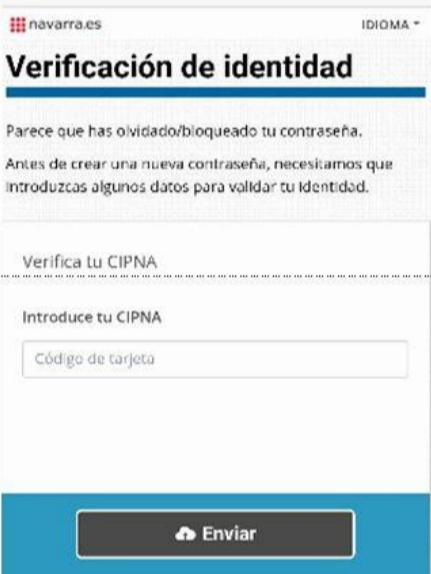 navarra.es
IDIOMA
Verificación de identidad
Parece que has olvidado/bloqueado tu contraseña.
Antes de crear una nueva contraseña, necesitamos que
introduzcas algunos datos para validar tu identidad.
Verifica tu CIPNA
Introduce tu CIPNA
Código de tarjeta
Enviar